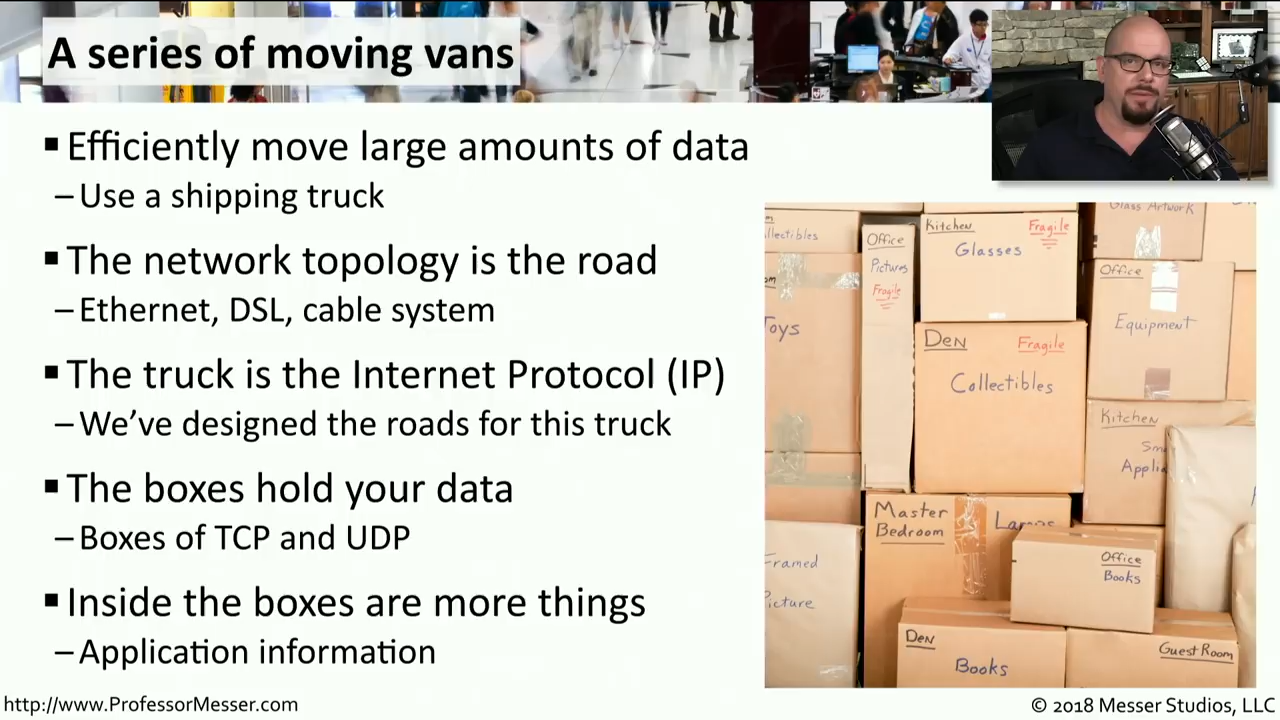 A series of moving vans
▪ Efficiently move large amounts of data
– Use a shipping truck
▪ The network topology is the road
– Ethernet, DSL, cable system
▪ The truck is the Internet Protocol (IP)
– We've designed the roads for this truck
▪ The boxes hold your data
– Boxes of TCP and UDP
▪ Inside the boxes are more things
– Application information
Office
Pictures
Fragile
Kitchen Fragile
Glasses
Glass Artwork
Office
Equipment
Toys
Den Fragile
Collectibles
Kitchen
Master
Bedroom
Lamps
Framed
Picture
Office
Books
Den
Books
Guest Room
http://www.ProfessorMesser.com
© 2018 Messer Studios, LLC